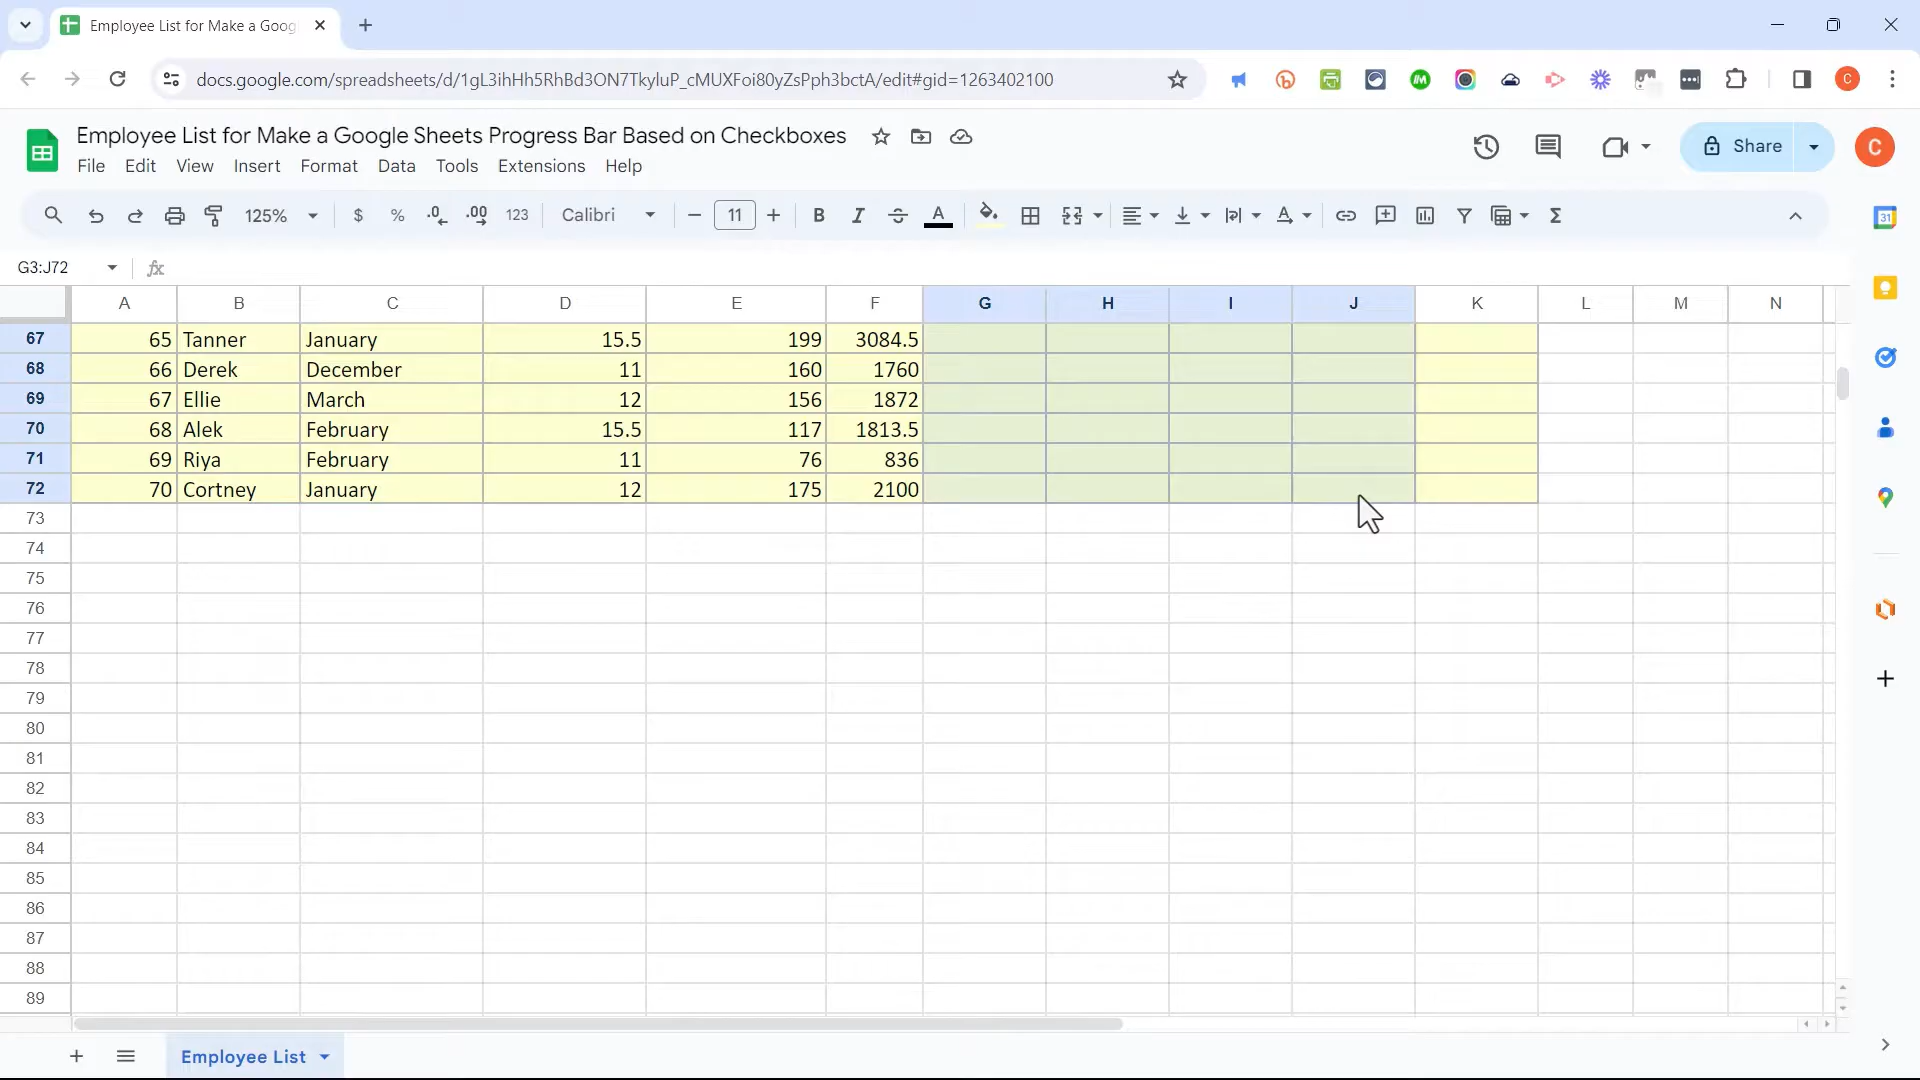 Employee List for Make a Goog
docs.google.com/spreadsheets/d/1gL3ihHh5RhBd3ON7TkyluP_cMUXFoi80yZsPph3bctA/edit#gid=1263402100
C
Employee List for Make a Google Sheets Progress Bar Based on Checkboxes
Share
C
File Edit View Insert Format Data Tools Extensions Help
125% $ % .0 .00 123 Calibri 11 B I S A
G3:J72 fx
A B C D E F G H I J K L M N
67 65 Tanner January 15.5 199 3084.5
68 66 Derek December 11 160 1760
69 67 Ellie March 12 156 1872
70 68 Alek February 15.5 117 1813.5
71 69 Riya February 11 76 836
72 70 Cortney January 12 175 2100
73
74
75
76
77
78
79
80
81
82
83
84
85
86
87
88
89
Employee List